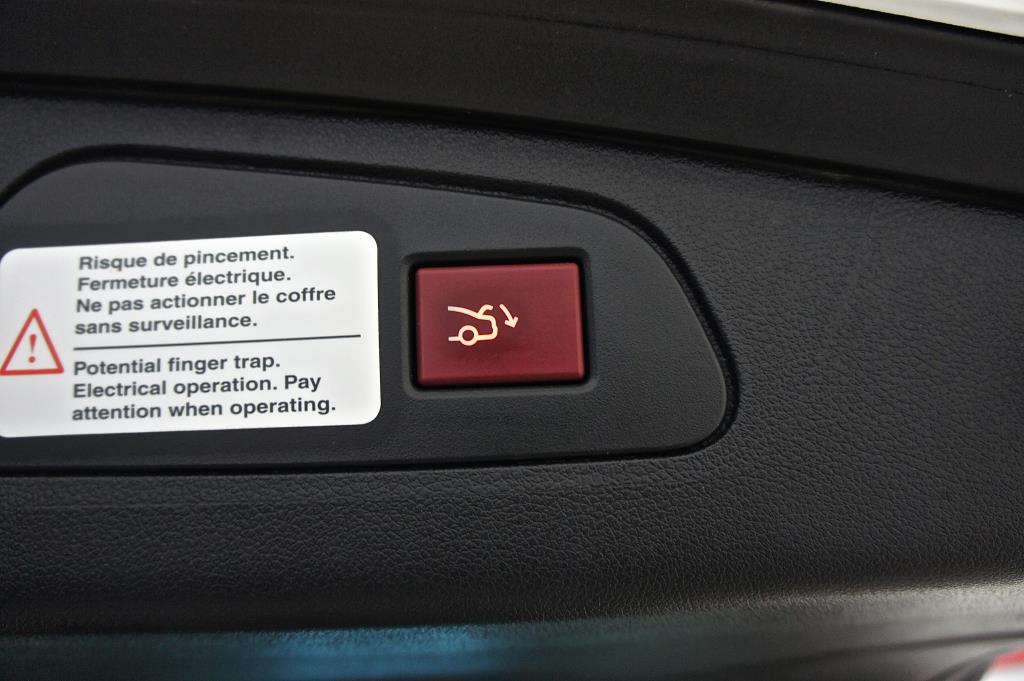 Risque de pincement.
Fermeture électrique.
Ne pas actionner le coffre
sans surveillance.
Potential finger trap.
Electrical operation. Pay
attention when operating.